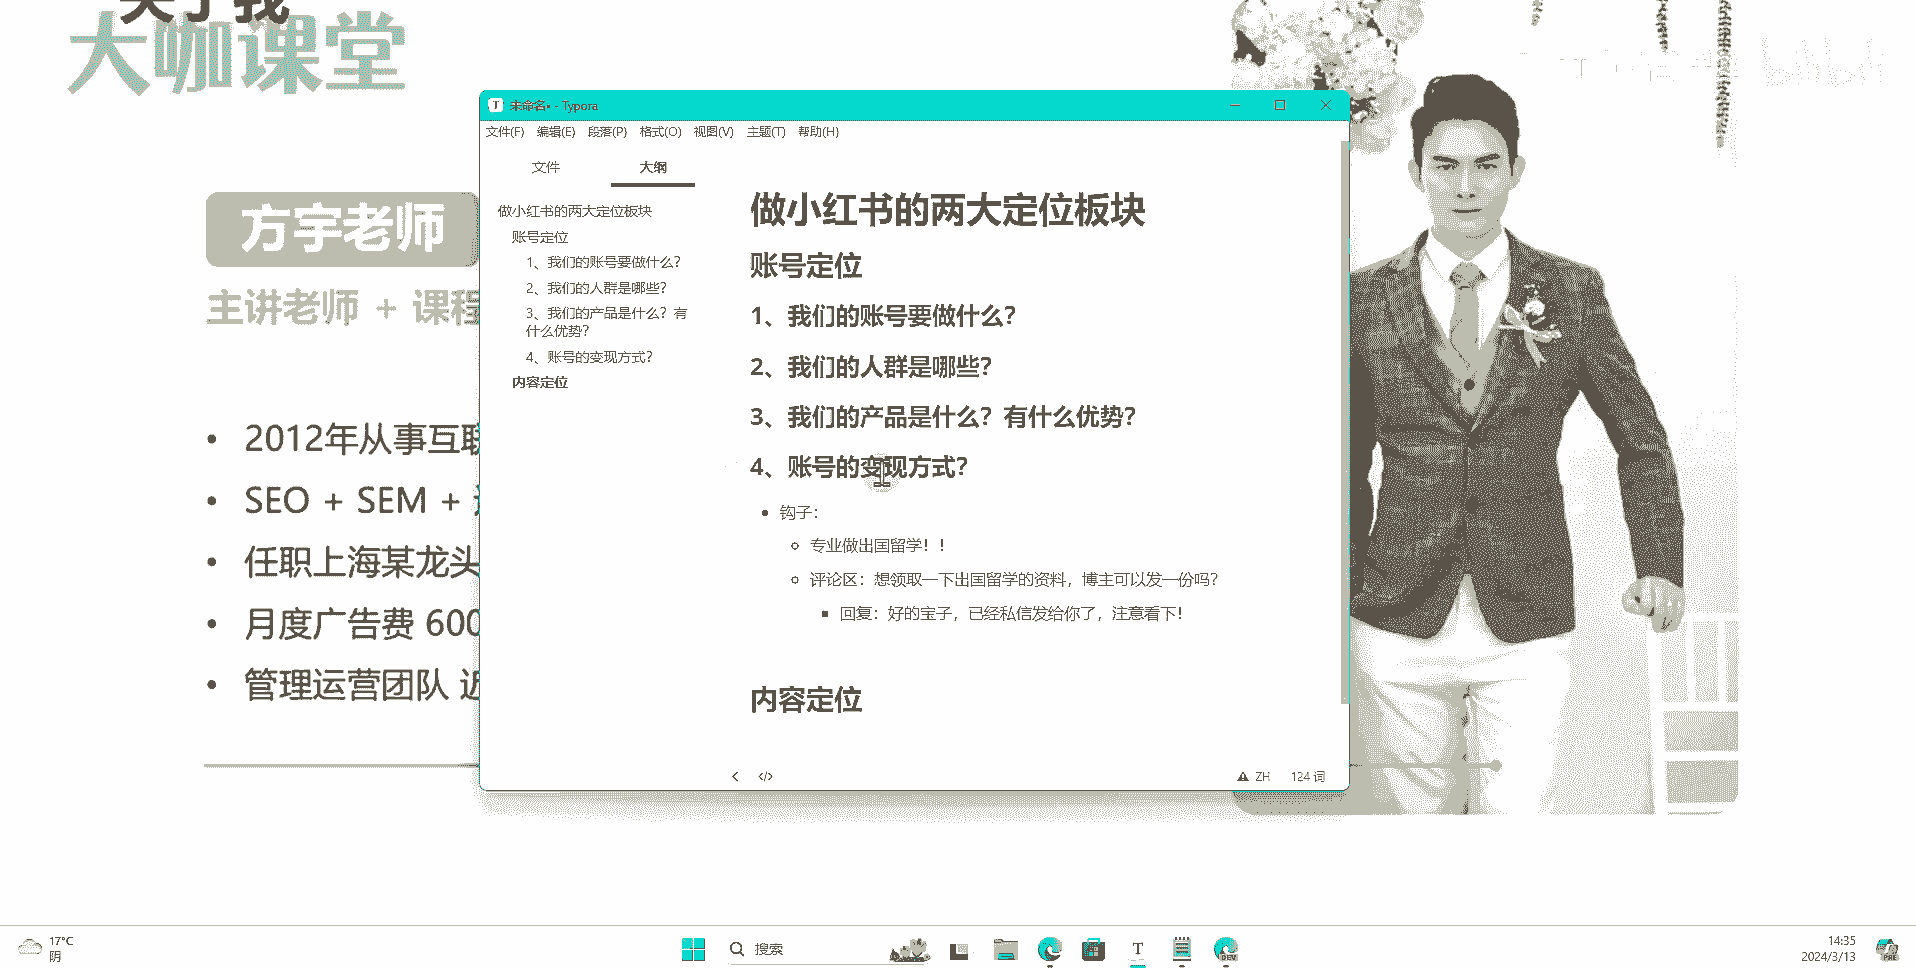 关于我
大咖课堂
bilibili
方宇老师
主讲老师 + 课程
2012年从事互联
SEO + SEM +
任职上海某龙头
月度广告费 600
管理运营团队 近
未命名• - Typora
文件(F) 编辑(E) 段落(P) 格式(O) 视图(V) 主题(T) 帮助(H)
文件 大纲
做小红书的两大定位板块
账号定位
1、我们的账号要做什么?
2、我们的人群是哪些?
3、我们的产品是什么? 有
什么优势?
4、账号的变现方式?
内容定位
做小红书的两大定位板块
账号定位
1、我们的账号要做什么?
2、我们的人群是哪些?
3、我们的产品是什么? 有什么优势?
4、账号的变现方式?
钩子:
专业做出国留学! !
评论区: 想领取一下出国留学的资料, 博主可以发一份吗?
回复: 好的宝子, 已经私信发给你了, 注意看下!
内容定位
</> ZH 124 词
17°C
阴
搜索
T
DEV
14:35
2024/3/13
PRE